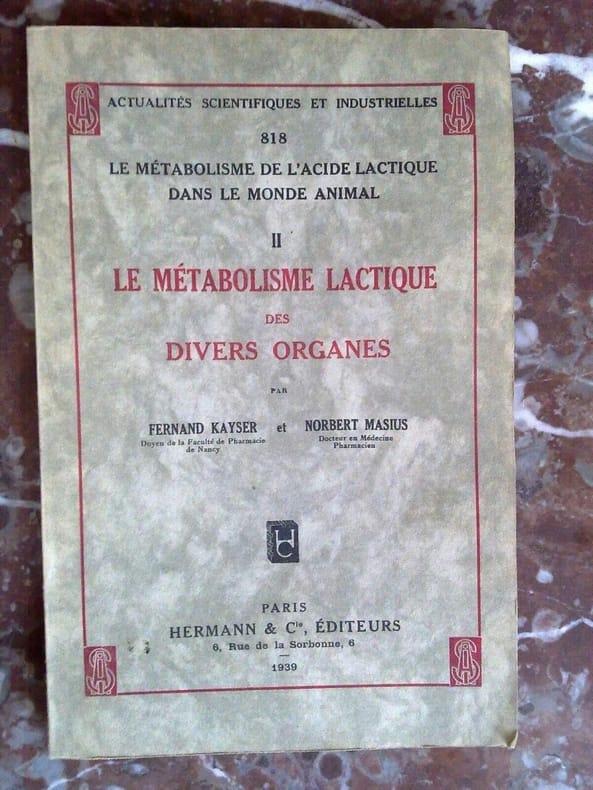 ACTUALITÉS SCIENTIFIQUES ET INDUSTRIELLES
818
LE MÉTABOLISME DE L'ACIDE LACTIQUE
DANS LE MONDE ANIMAL
II
LE MÉTABOLISME LACTIQUE
DES
DIVERS ORGANES
PAR
FERNAND KAYSER et NORBERT MASIUS
Doyen de la Faculté de Pharmacie
de Nancy
Docteur en Médecine
Pharmacien
HC
PARIS
HERMANN & Cie, ÉDITEURS
6, Rue de la Sorbonne, 6
1939